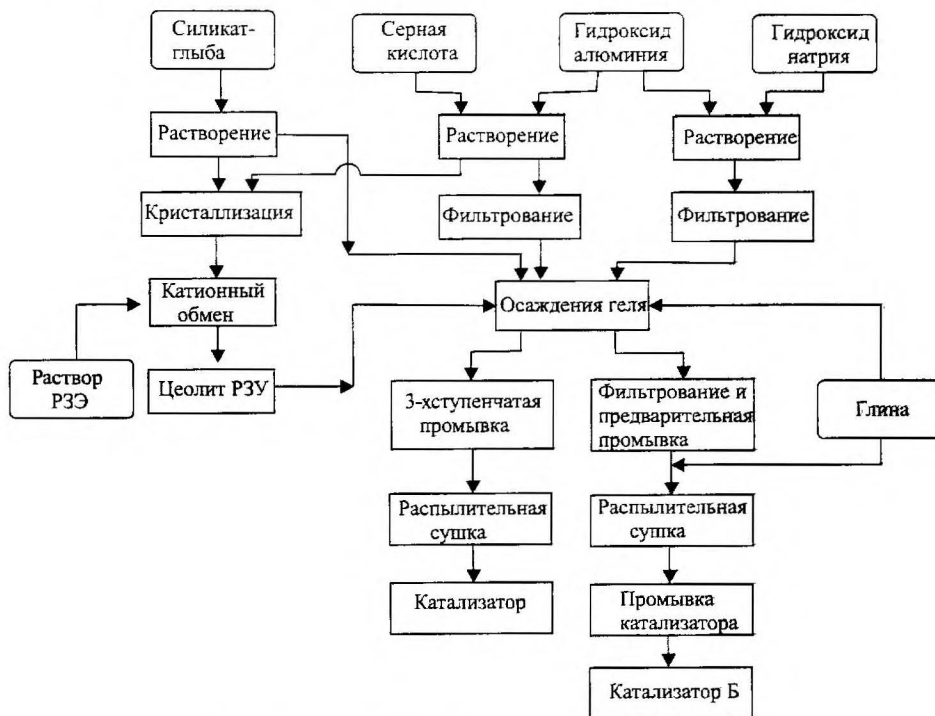 Силикат-
глыба
Серная
кислота
Гидроксид
алюминия
Гидроксид
натрия
Растворение
Растворение
Растворение
Кристаллизация
Фильтрование
Фильтрование
Катионный
обмен
Осаждения геля
Раствор
РЗЭ
Цеолит РЗУ
3-хступенчатая
промывка
Фильтрование и
предварительная
промывка
Глина
Распылительная
сушка
Распылительная
сушка
Катализатор
Промывка
катализатора
Катализатор Б